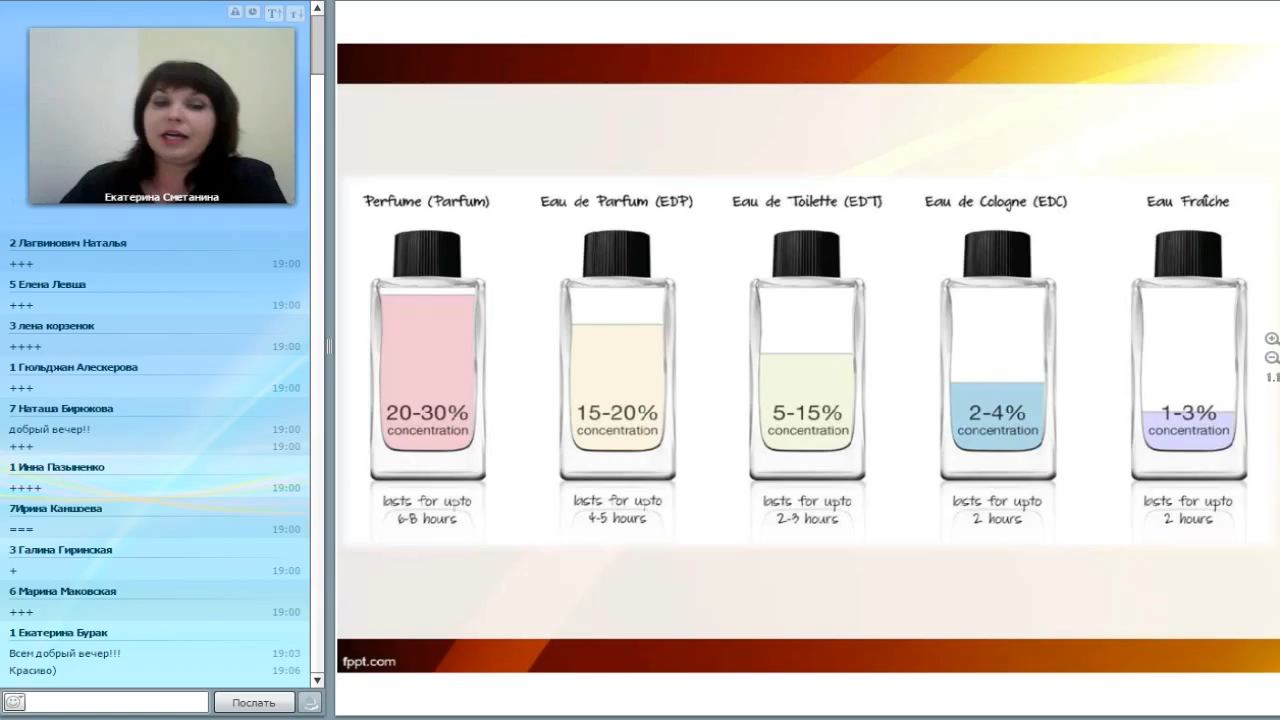 Екатерина Сметанина
2 Лагвинович Наталья
+++ 19:00
5 Елена Левша
+++ 19:00
3 лена корзенок
++++ 19:00
1 Гюльджан Алескерова
+++ 19:00
7 Наташа Бирюкова
добрый вечер!! 19:00
+++ 19:00
1 Инна Пазыненко
++++ 19:00
7Ирина Каншоева
=== 19:00
3 Галина Гиринская
+ 19:00
6 Марина Маковская
+++ 19:00
1 Екатерина Бурак
Всем добрый вечер!!! 19:03
Красиво) 19:06
Послать
Perfume (Parfum)
20-30%
concentration
lasts for upto
6-8 hours
Eau de Parfum (EDP)
15-20%
concentration
lasts for upto
4-5 hours
Eau de Toilette (EDT)
5-15%
concentration
lasts for upto
2-3 hours
Eau de Cologne (EDC)
2-4%
concentration
lasts for upto
2 hours
Eau Fraîche
1-3%
concentration
lasts for upto
2 hours
fppt.com